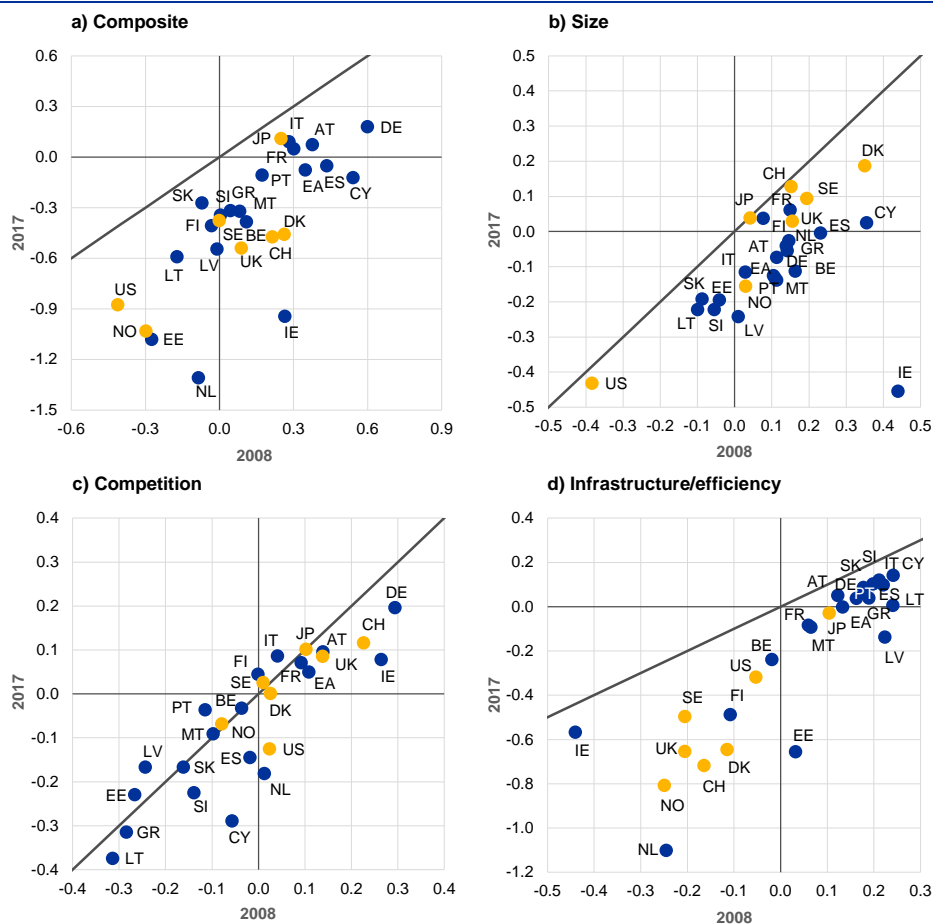 a) Composite
0.6
0.3
0.0
-0.3
-0.6
-0.9
-1.2
-1.5
-0.6
-0.3
0.0
0.3
0.6
0.9
2017
2008
IT
AT
DE
JP
FR
PT
EA
ES
CY
SK
SI
GR
MT
FI
SE
BE
DK
CH
UK
LV
LT
US
NO
EE
IE
NL
b) Size
0.5
0.4
0.3
0.2
0.1
0.0
-0.1
-0.2
-0.3
-0.4
-0.5
-0.5
-0.4
-0.3
-0.2
-0.1
0.0
0.1
0.2
0.3
0.4
0.5
2017
2008
DK
CH
SE
JP
FR
CY
UK
ES
FI
NL
AT
GR
IT
EA
DE
BE
SK
EE
PT
MT
NO
LT
SI
LV
US
IE
c) Competition
0.4
0.3
0.2
0.1
0.0
-0.1
-0.2
-0.3
-0.4
-0.4
-0.3
-0.2
-0.1
0.0
0.1
0.2
0.3
0.4
2017
2008
DE
CH
JP
AT
IT
UK
IE
FI
FR
EA
SE
BE
DK
PT
MT
NO
US
LV
SK
ES
NL
EE
SI
CY
GR
LT
d) Infrastructure/efficiency
0.4
0.2
0.0
-0.2
-0.4
-0.6
-0.8
-1.0
-1.2
-0.5
-0.4
-0.3
-0.2
-0.1
0.0
0.1
0.2
0.3
2017
2008
SI
SK
IT
CY
AT
DE
PT
ES
LT
FR
GR
MT
JP
EA
LV
BE
US
SE
FI
IE
UK
DK
EE
CH
NO
NL